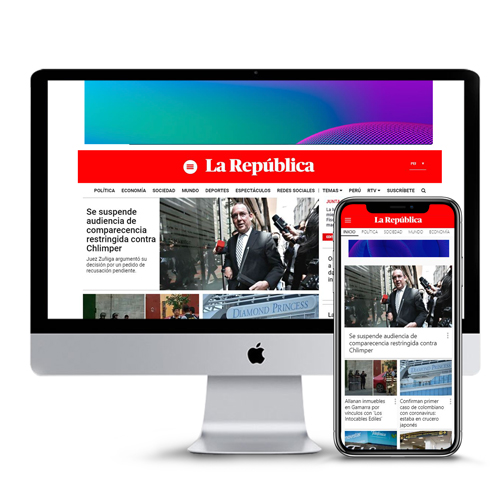 La República
POLÍTICA ECONOMÍA SOCIEDAD MUNDO DEPORTES ESPECTÁCULOS REDES SOCIALES | TEMAS PERÚ RTV SUSCRÍBETE
Se suspende
audiencia de
comparecencia
restringida contra
Chlimper
Juez Zuñiga argumentó su
decisión por un pedido de
recusación pendiente.
JUNTA
DIAMOND PRINCESS
La República
INICIO POLÍTICA SOCIEDAD MUNDO ECONOMÍA
Se suspende audiencia de
comparecencia restringida contra
Chlimper
Allanan inmuebles
en Gamarra por
vínculos con 'Los
intocables Ediles'
Confirman primer
caso de colombiano
con coronavirus:
estaba en crucero
japonés